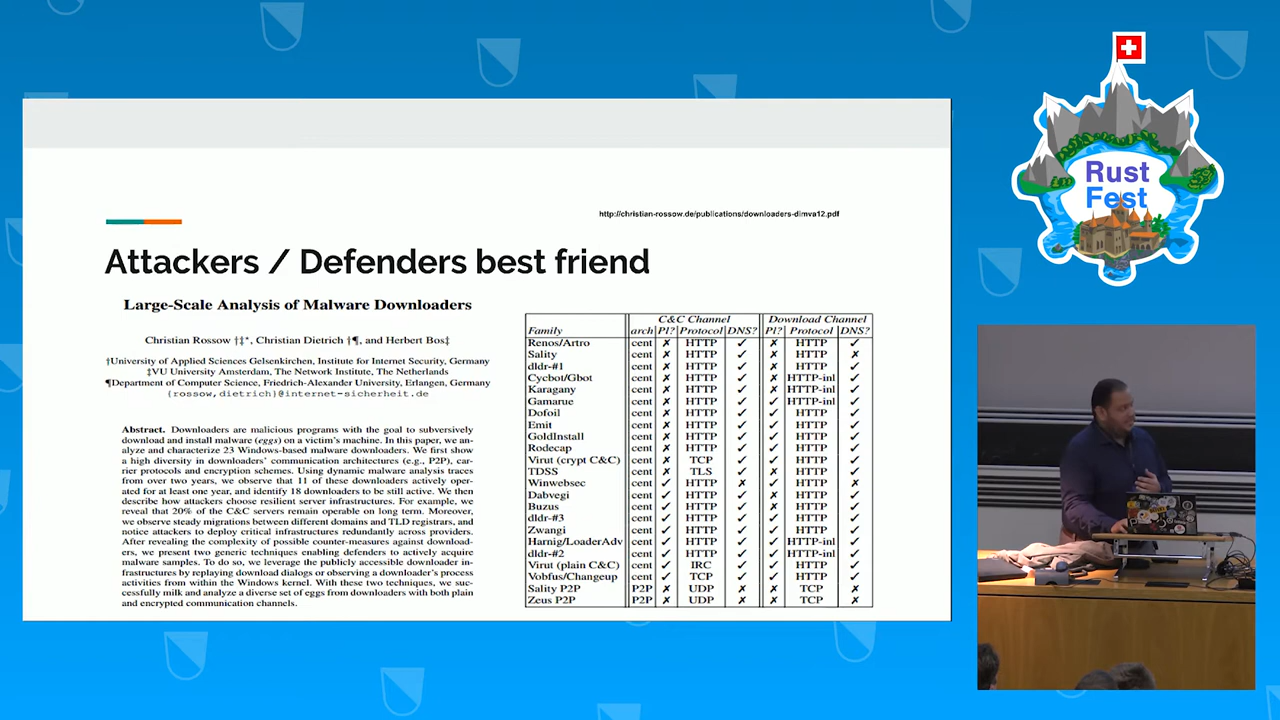 Rust
Fest
http://christian-rossow.de/publications/downloaders-dimva12.pdf
Attackers / Defenders best friend
Large-Scale Analysis of Malware Downloaders
Christian Rossow †‡*, Christian Dietrich †¶, and Herbert Bos‡
†University of Applied Sciences Gelsenkirchen, Institute for Internet Security, Germany
‡VU University Amsterdam, The Network Institute, The Netherlands
¶Department of Computer Science, Friedrich-Alexander University, Erlangen, Germany
{rossow,dietrich}@internet-sicherheit.de
Abstract. Downloaders are malicious programs with the goal to subversively
download and install malware (eggs) on a victim's machine. In this paper, we an-
alyze and characterize 23 Windows-based malware downloaders. We first show
a high diversity in downloaders' communication architectures (e.g., P2P), car-
rier protocols and encryption schemes. Using dynamic malware analysis traces
from over two years, we observe that 11 of these downloaders actively oper-
ated for at least one year, and identify 18 downloaders to be still active. We then
describe how attackers choose resilient server infrastructures. For example, we
reveal that 20% of the C&C servers remain operable on long term. Moreover,
we observe steady migrations between different domains and TLD registrars, and
notice attackers to deploy critical infrastructures redundantly across providers.
After revealing the complexity of possible counter-measures against download-
ers, we present two generic techniques enabling defenders to actively acquire
malware samples. To do so, we leverage the publicly accessible downloader in-
frastructures by replaying download dialogs or observing a downloader's process
activities from within the Windows kernel. With these two techniques, we suc-
cessfully milk and analyze a diverse set of eggs from downloaders with both plain
and encrypted communication channels.
C&C Channel Download Channel
Family arch Pl? Protocol DNS? Pl? Protocol DNS?
Renos/Artro cent ✗ HTTP ✓ ✗ HTTP ✓
Sality cent ✗ HTTP ✓ ✗ HTTP ✗
dldr-#1 cent ✗ HTTP ✓ ✗ HTTP ✓
Cycbot/Gbot cent ✗ HTTP ✓ ✗ HTTP-inl ✓
Karagany cent ✗ HTTP ✓ ✓ HTTP-inl ✓
Gamarue cent ✗ HTTP ✓ ✓ HTTP-inl ✓
Dofoil cent ✗ HTTP ✓ ✓ HTTP ✓
Emit cent ✗ HTTP ✓ ✓ HTTP ✓
GoldInstall cent ✗ HTTP ✓ ✓ HTTP ✓
Rodecap cent ✗ HTTP ✓ ✓ HTTP ✓
Virut (crypt C&C) cent ✗ TCP ✓ ✓ HTTP ✓
TDSS cent ✗ TLS ✓ ✗ HTTP ✓
Winwebsec cent ✓ HTTP ✗ ✓ HTTP ✗
Dabvegi cent ✓ HTTP ✓ ✗ HTTP ✓
Buzus cent ✓ HTTP ✓ ✗ HTTP ✓
dldr-#3 cent ✓ HTTP ✓ ✓ HTTP ✓
Zwangi cent ✓ HTTP ✓ ✓ HTTP ✓
Harnig/LoaderAdv cent ✓ HTTP ✓ ✓ HTTP-inl ✓
dldr-#2 cent ✓ HTTP ✓ ✓ HTTP-inl ✓
Virut (plain C&C) cent ✓ IRC ✓ ✓ HTTP ✓
Vobfus/Changeup cent ✓ TCP ✓ ✓ HTTP ✓
Sality P2P P2P ✗ UDP ✗ ✗ TCP ✗
Zeus P2P P2P ✗ UDP ✗ ✗ TCP ✗